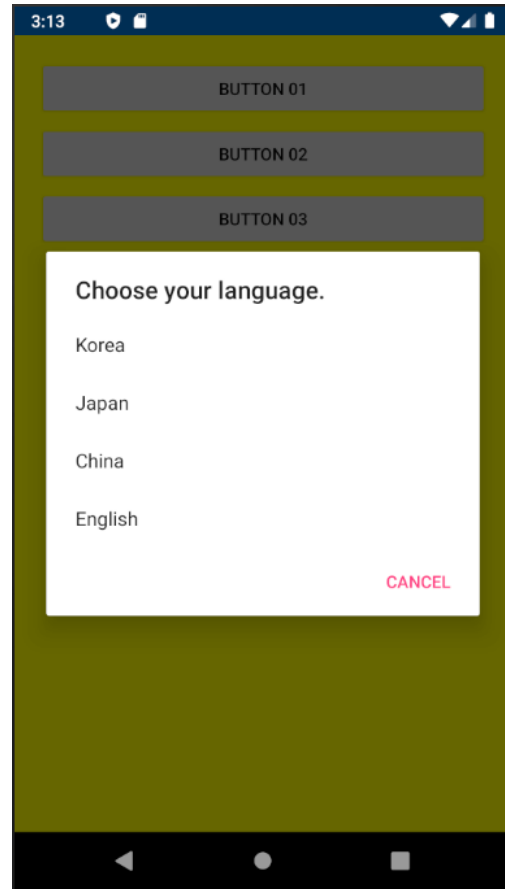 3:13
BUTTON 01
BUTTON 02
BUTTON 03
Choose your language.
Korea
Japan
China
English
CANCEL